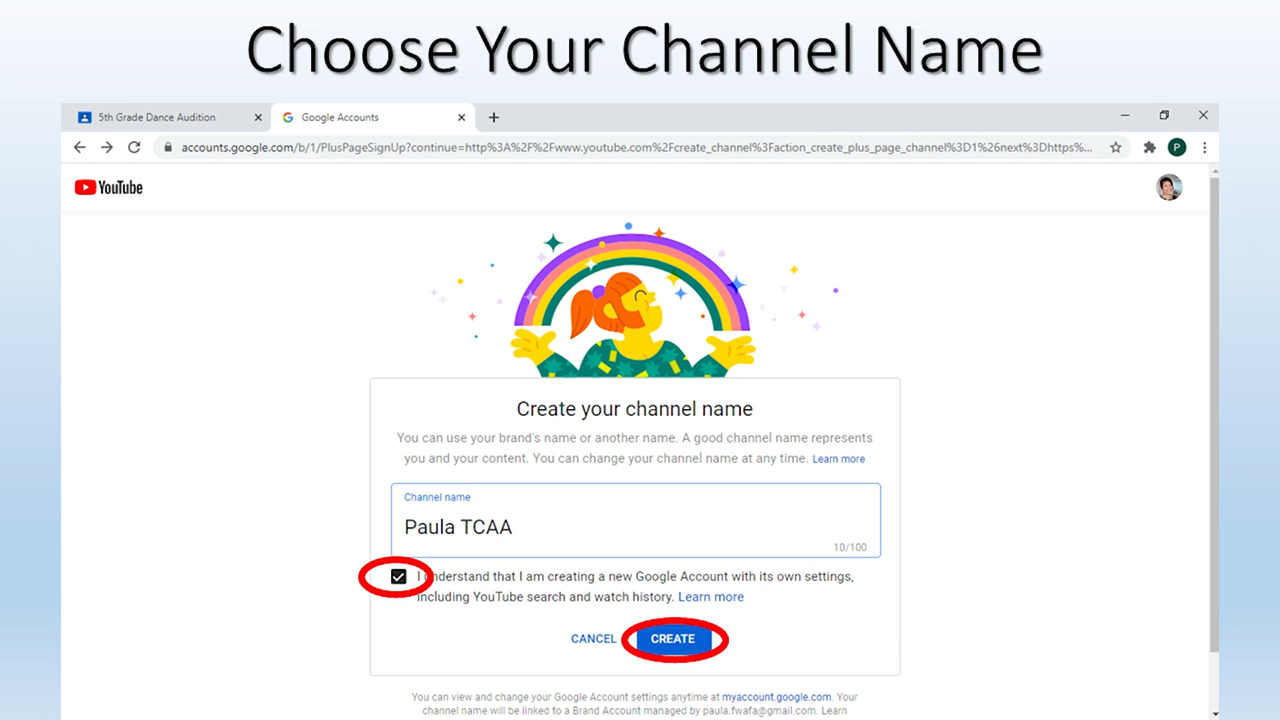 Choose Your Channel Name
5th Grade Dance Audition
Google Accounts
accounts.google.com/b/1/PlusPageSignUp?continue=http%3A%2F%2Fwww.youtube.com%2Fcreate_channel%3Faction_create_plus_page_channel%3D1%26next%3Dhttps%...
P
YouTube
Create your channel name
You can use your brand's name or another name. A good channel name represents
you and your content. You can change your channel name at any time. Learn more
Channel name
Paula TCAA
10/100
I understand that I am creating a new Google Account with its own settings,
including YouTube search and watch history. Learn more
CANCEL CREATE
You can view and change your Google Account settings anytime at myaccount.google.com. Your
channel name will be linked to a Brand Account managed by paula.fwafa@gmail.com. Learn